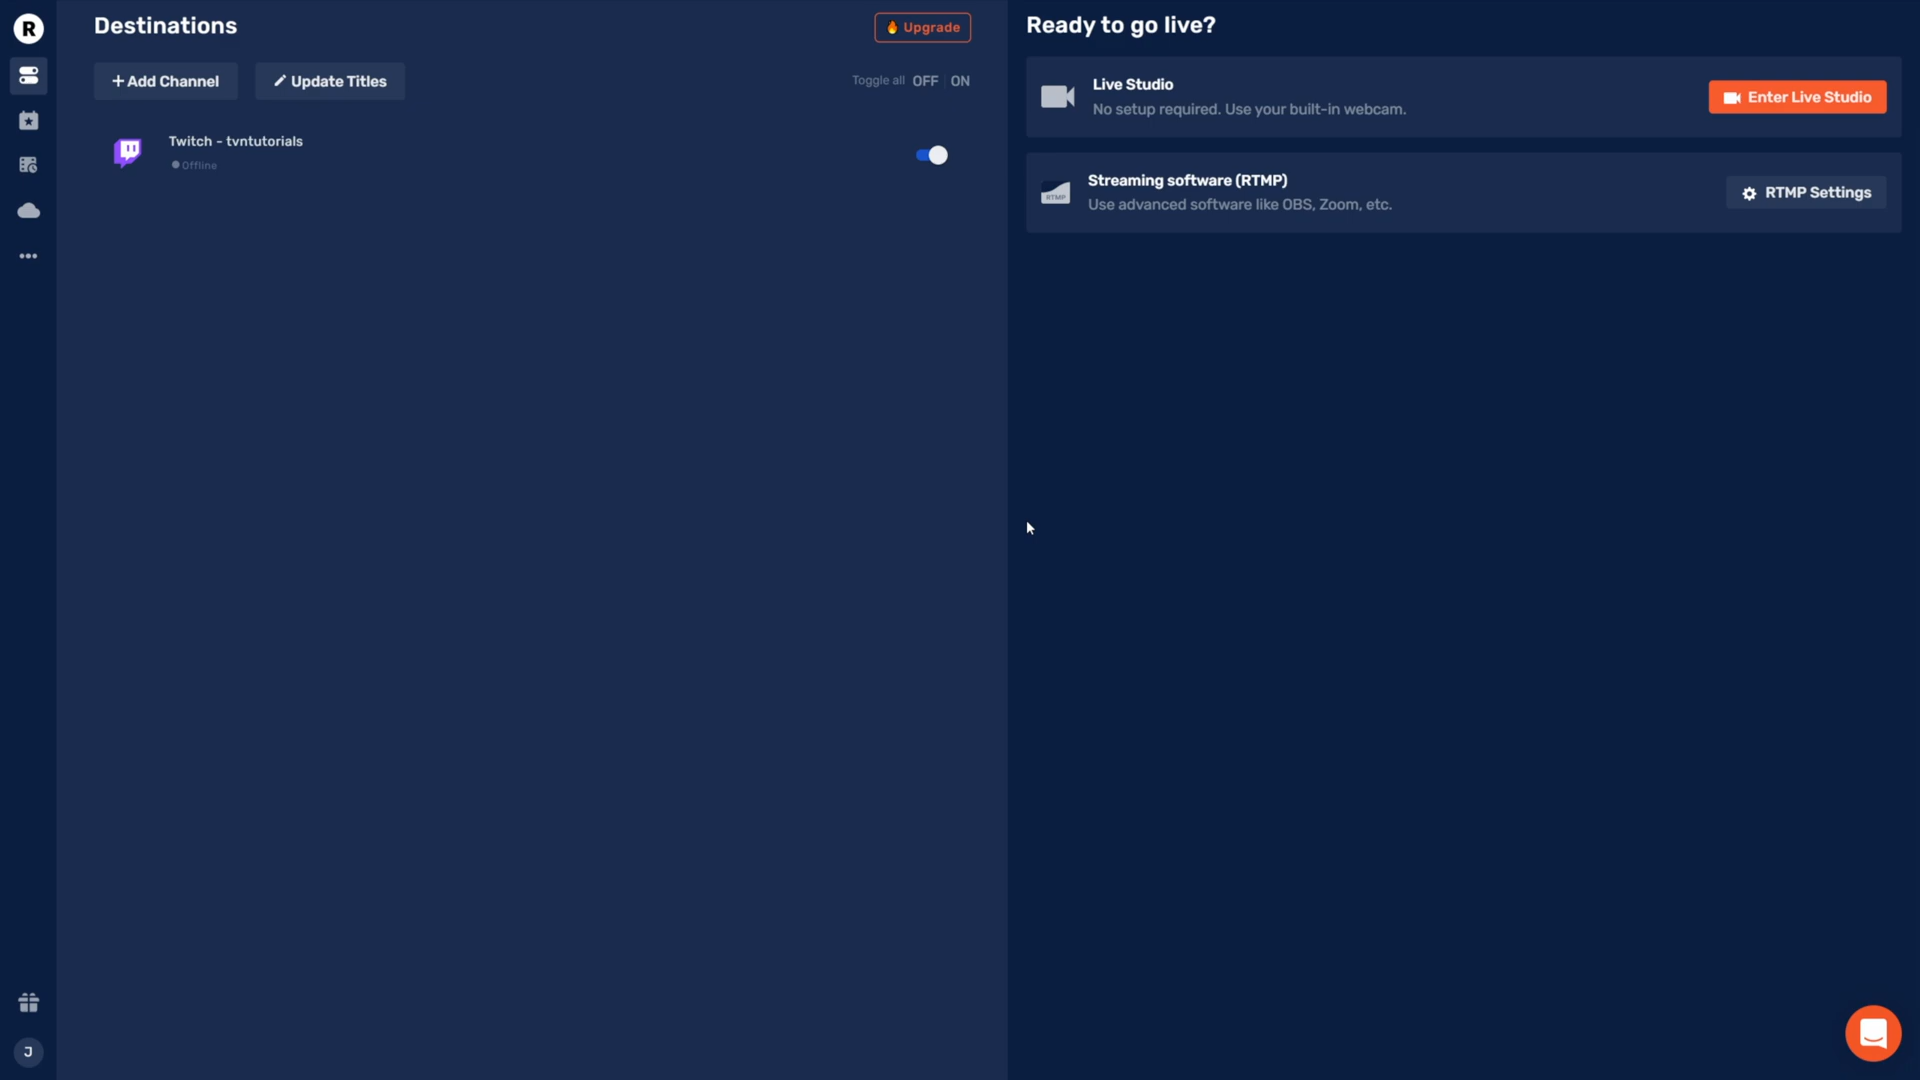 R
Destinations
Upgrade
+ Add Channel
Update Titles
Toggle all OFF ON
Twitch - tvntutorials
Offline
Ready to go live?
Live Studio
No setup required. Use your built-in webcam.
Enter Live Studio
RTMP
Streaming software (RTMP)
Use advanced software like OBS, Zoom, etc.
RTMP Settings
J